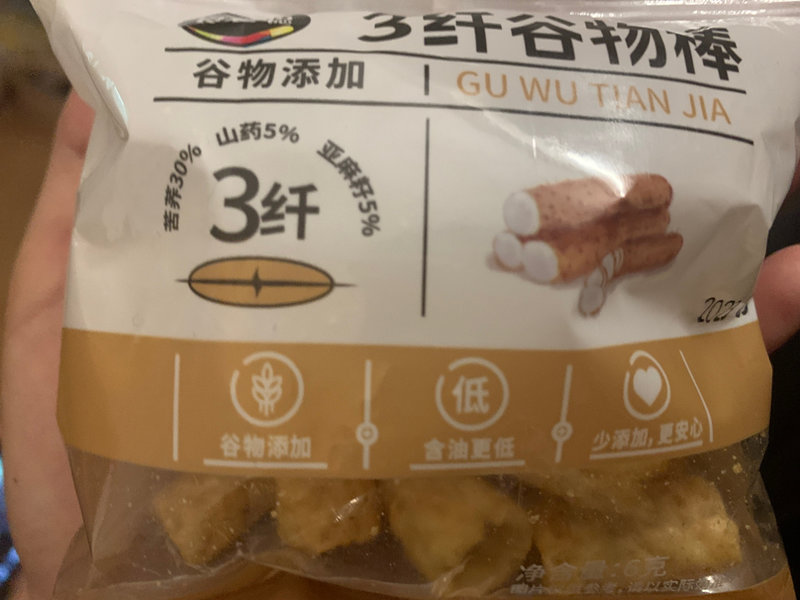 3纤谷物棒
谷物添加
GU WU TIAN JIA
苦荞30%
山药5%
亚麻籽5%
3纤
谷物添加
低
含油更低
少添加,更安心
净含量:6克